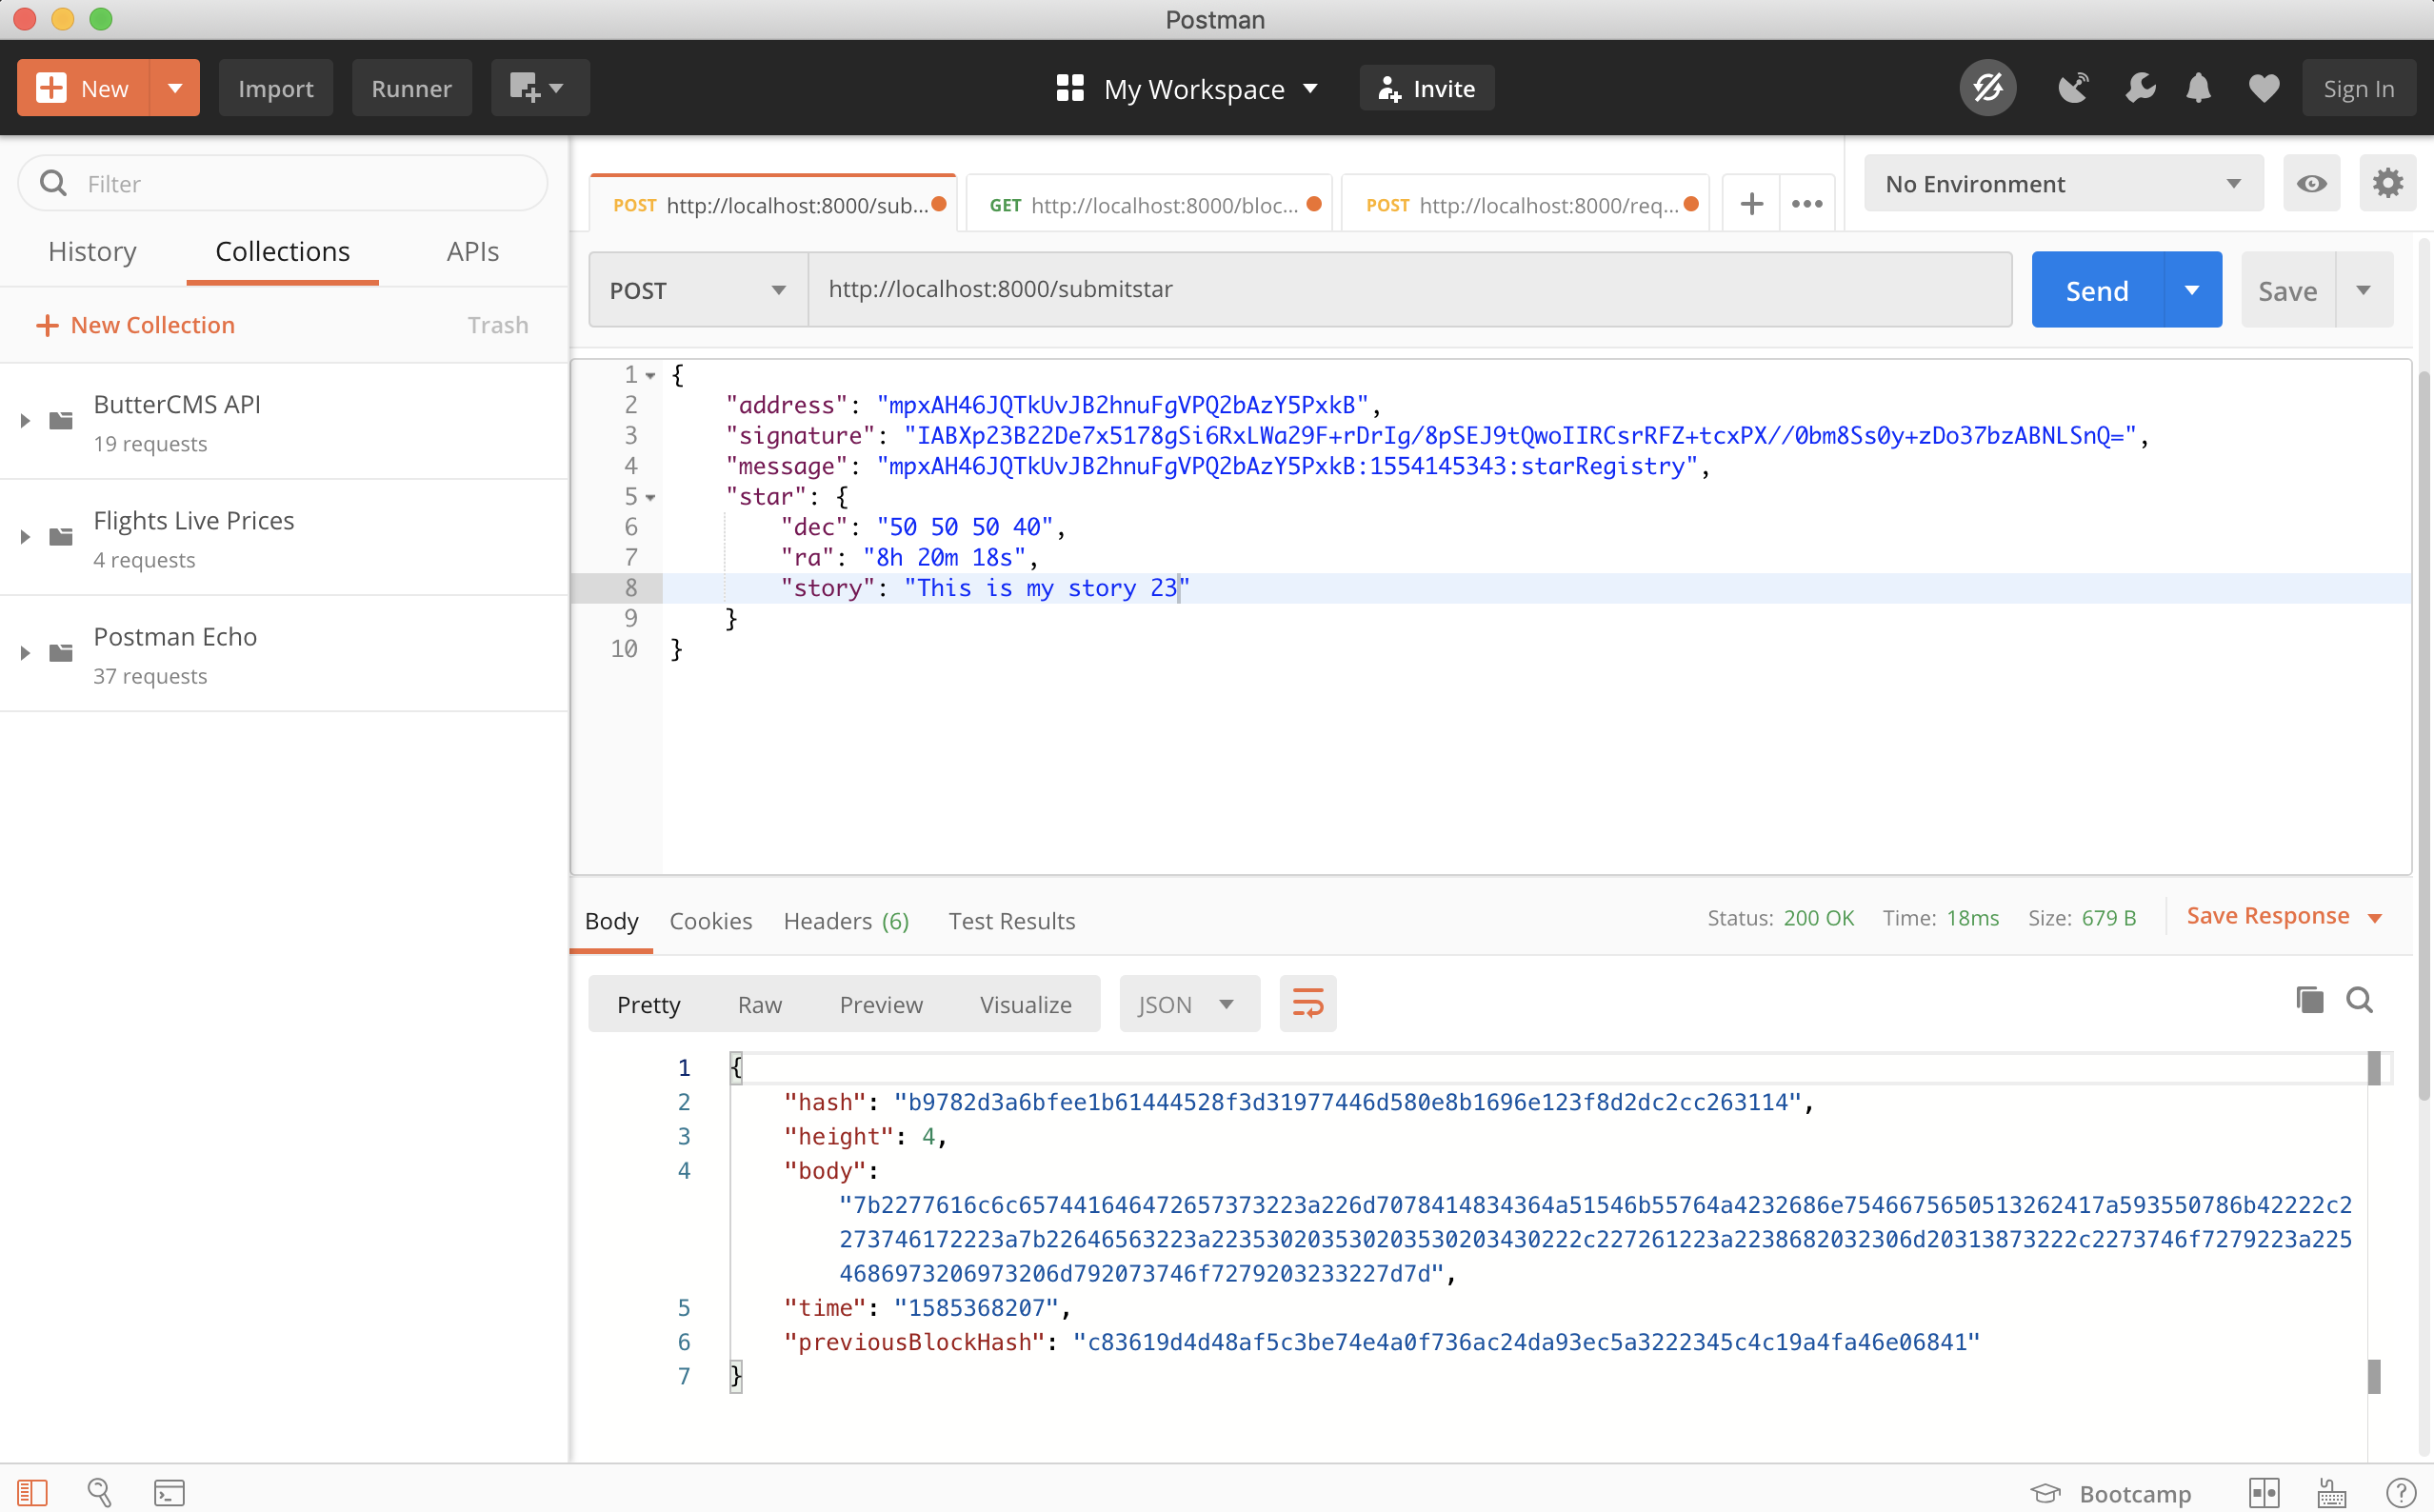 Postman
New
Import
Runner
My Workspace
Invite
Sign In
Filter
History
Collections
APIs
+ New Collection
Trash
ButterCMS API
19 requests
Flights Live Prices
4 requests
Postman Echo
37 requests
POST http://localhost:8000/sub...
GET http://localhost:8000/bloc...
POST http://localhost:8000/req...
No Environment
POST
http://localhost:8000/submitstar
Send
Save
1 {
2 "address": "mpxAH46JQTkUvJB2hnuFgVPQ2bAzY5PxkB",
3 "signature": "IABXp23B22De7x5178gSi6RxLWa29F+rDrIg/8pSEJ9tQwoIIRCsrRFZ+tcxPX//0bm8Ss0y+zDo37bzABNLSnQ=",
4 "message": "mpxAH46JQTkUvJB2hnuFgVPQ2bAzY5PxkB:1554145343:starRegistry",
5 "star": {
6 "dec": "50 50 50 40",
7 "ra": "8h 20m 18s",
8 "story": "This is my story 23"
9 }
10 }
Body
Cookies
Headers (6)
Test Results
Status: 200 OK
Time: 18ms
Size: 679 B
Save Response
Pretty
Raw
Preview
Visualize
JSON
1 {
2 "hash": "b9782d3a6bfee1b61444528f3d31977446d580e8b1696e123f8d2dc2cc263114",
3 "height": 4,
4 "body":
"7b2277616c6c657441646472657373223a226d7078414834364a51546b55764a4232686e7546675650513262417a593550786b42222c2
273746172223a7b22646563223a223530203530203530203430222c227261223a2238682032306d20313873222c2273746f7279223a225
4686973206973206d792073746f7279203233227d7d",
5 "time": "1585368207",
6 "previousBlockHash": "c83619d4d48af5c3be74e4a0f736ac24da93ec5a3222345c4c19a4fa46e06841"
7 }
Bootcamp